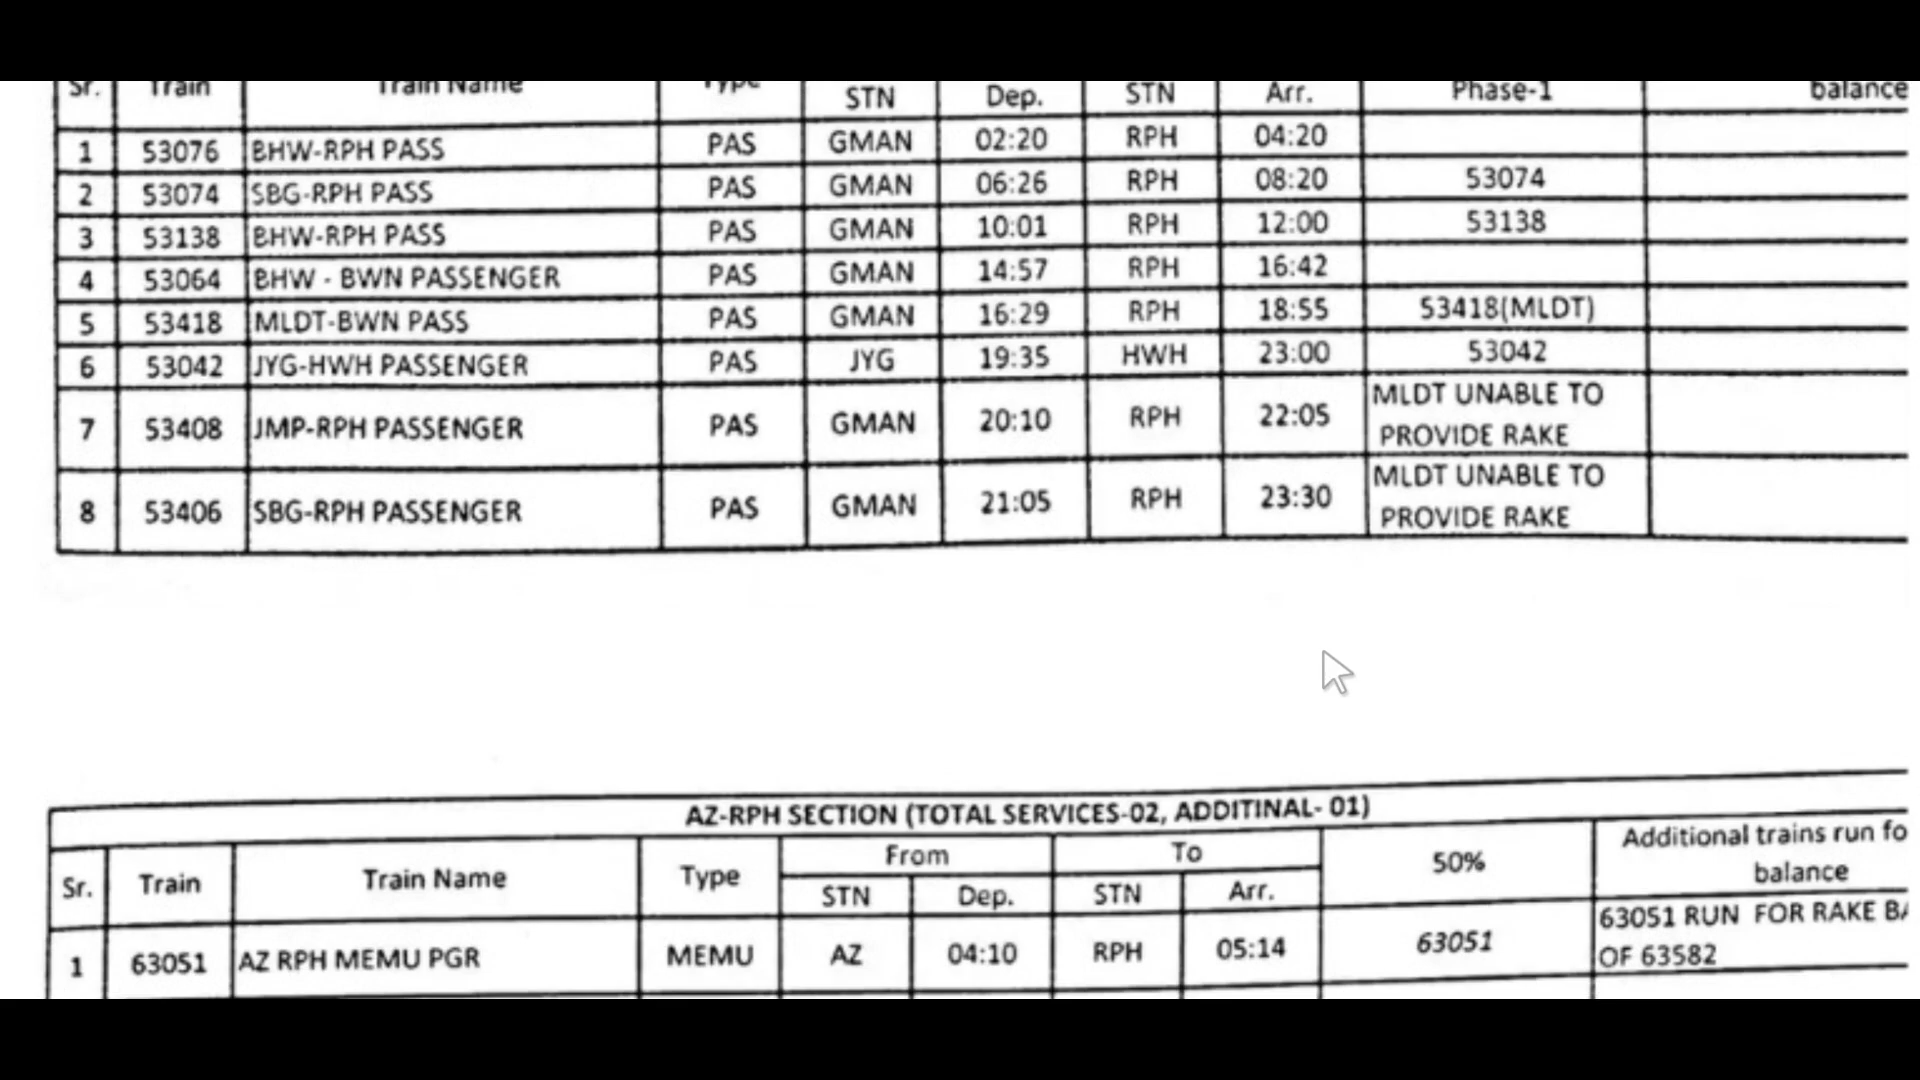 Sr. Train Train Name Type STN Dep. STN Arr. Phase-1 balance
1 53076 BHW-RPH PASS PAS GMAN 02:20 RPH 04:20
2 53074 SBG-RPH PASS PAS GMAN 06:26 RPH 08:20 53074
3 53138 BHW-RPH PASS PAS GMAN 10:01 RPH 12:00 53138
4 53064 BHW - BWN PASSENGER PAS GMAN 14:57 RPH 16:42
5 53418 MLDT-BWN PASS PAS GMAN 16:29 RPH 18:55 53418(MLDT)
6 53042 JYG-HWH PASSENGER PAS JYG 19:35 HWH 23:00 53042
7 53408 JMP-RPH PASSENGER PAS GMAN 20:10 RPH 22:05 MLDT UNABLE TO
PROVIDE RAKE
8 53406 SBG-RPH PASSENGER PAS GMAN 21:05 RPH 23:30 MLDT UNABLE TO
PROVIDE RAKE
AZ-RPH SECTION (TOTAL SERVICES-02, ADDITINAL- 01)
Sr. Train Train Name Type From To 50% Additional trains run fo
STN Dep. STN Arr. balance
1 63051 AZ RPH MEMU PGR MEMU AZ 04:10 RPH 05:14 63051 63051 RUN FOR RAKE
OF 63582